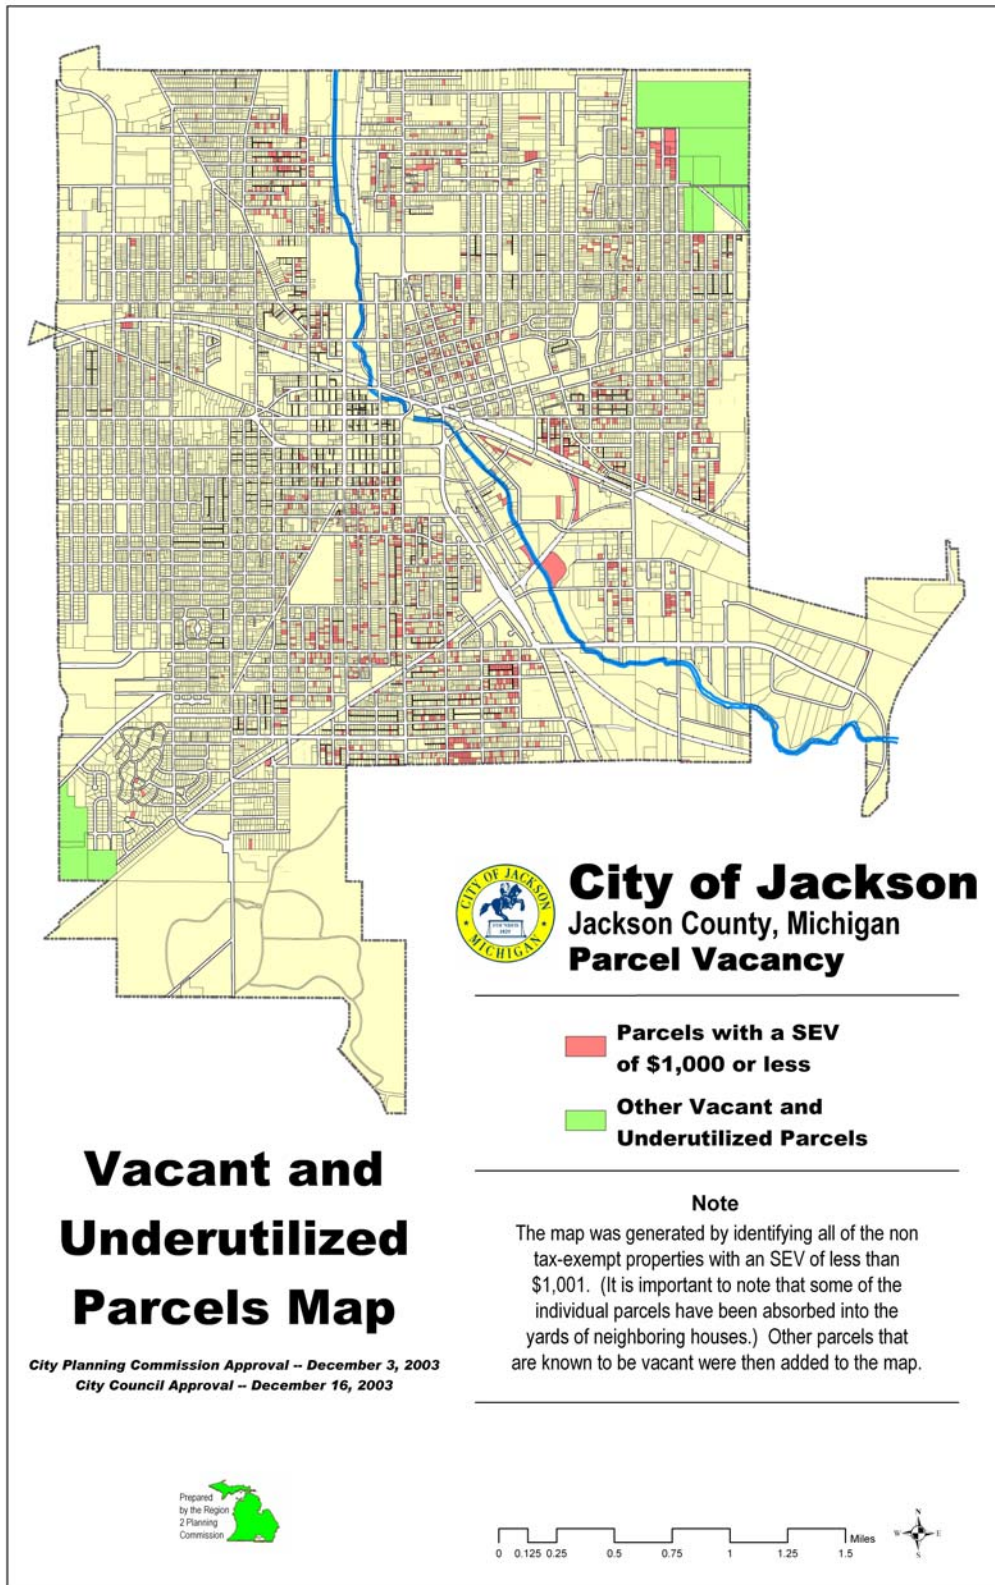 City of Jackson
Jackson County, Michigan
Parcel Vacancy
CITY OF JACKSON
MICHIGAN
Parcels with a SEV
of $1,000 or less
Other Vacant and
Underutilized Parcels
Note
The map was generated by identifying all of the non
tax-exempt properties with an SEV of less than
$1,001. (It is important to note that some of the
individual parcels have been absorbed into the
yards of neighboring houses.) Other parcels that
are known to be vacant were then added to the map.
Vacant and
Underutilized
Parcels Map
City Planning Commission Approval -- December 3, 2003
City Council Approval -- December 16, 2003
Prepared
by the Region
2 Planning
Commission
0 0.125 0.25 0.5 0.75 1 1.25 1.5 Miles
N
W E
S